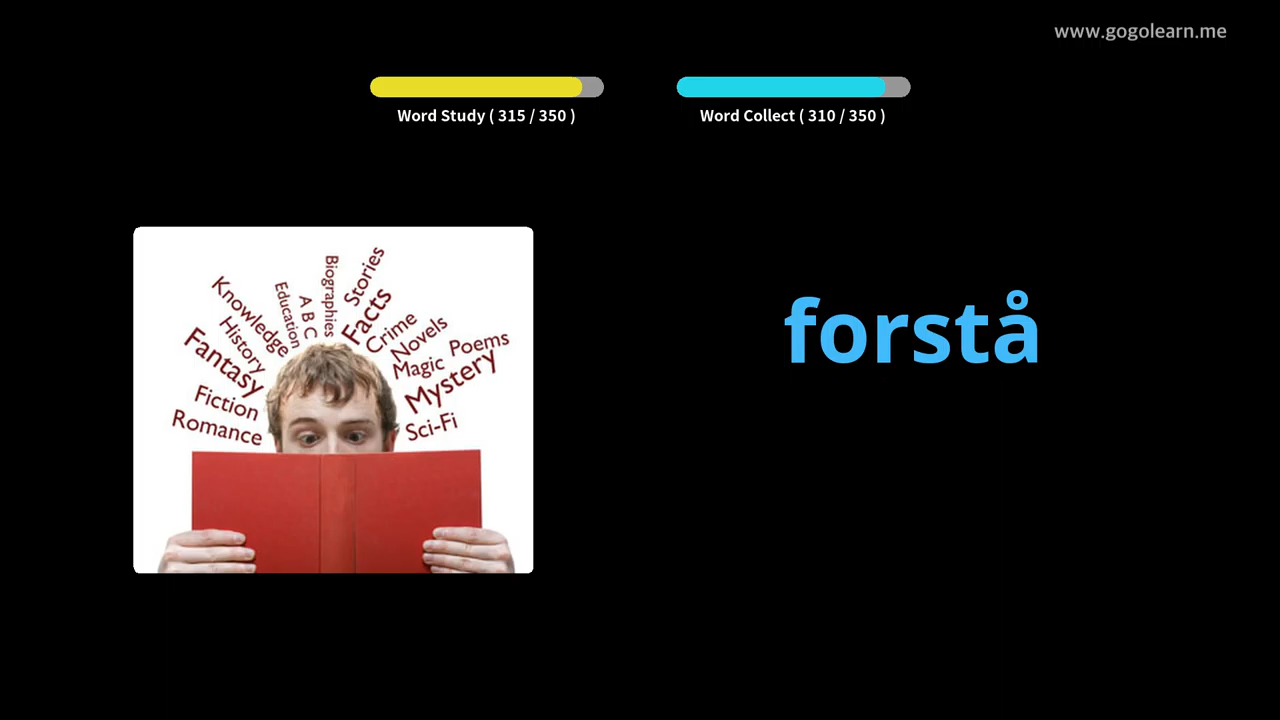 www.gogolearn.me
Word Study ( 315 / 350 )
Word Collect ( 310 / 350 )
forstå
Romance
Fiction
Fantasy
History
Knowledge
Education
A B C
Biographies
Stories
Facts
Crime
Novels
Magic
Poems
Mystery
Sci-Fi